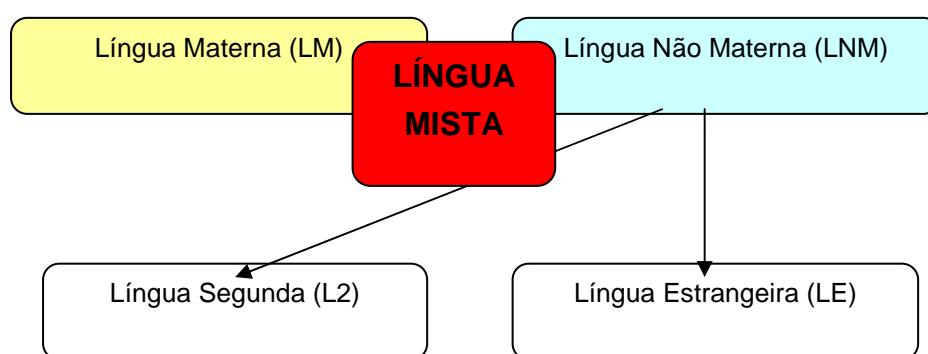 Língua Materna (LM)
Língua Não Materna (LNM)
LÍNGUA
MISTA
Língua Segunda (L2)
Língua Estrangeira (LE)